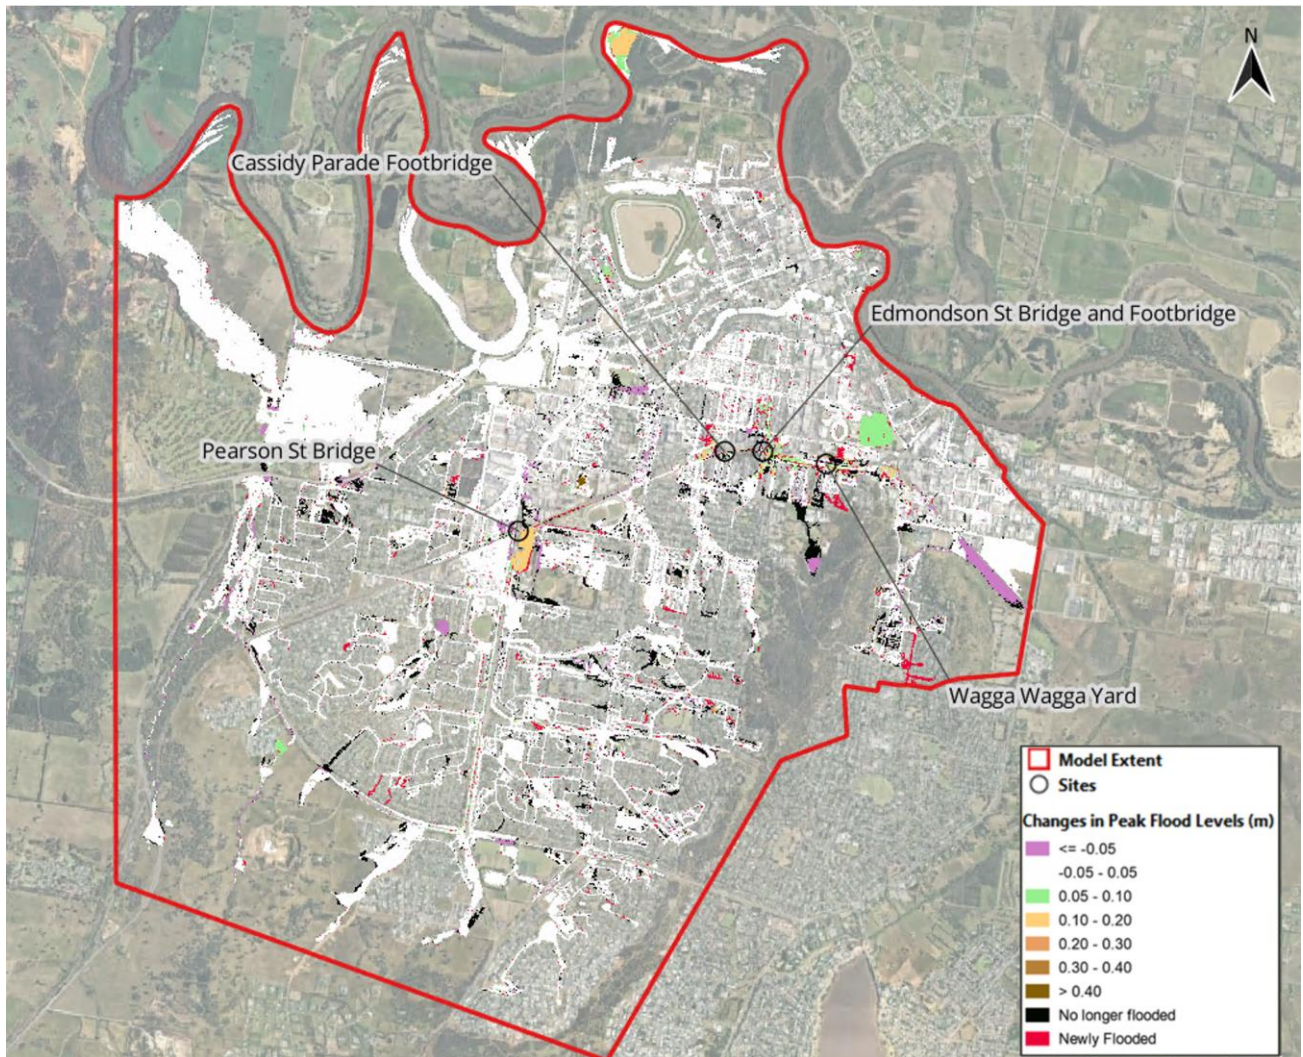 N
Cassidy Parade Footbridge
Edmondson St Bridge and Footbridge
Pearson St Bridge
Wagga Wagga Yard
Model Extent
Sites
Changes in Peak Flood Levels (m)
<= -0.05
-0.05 - 0.05
0.05 - 0.10
0.10 - 0.20
0.20 - 0.30
0.30 - 0.40
> 0.40
No longer flooded
Newly Flooded